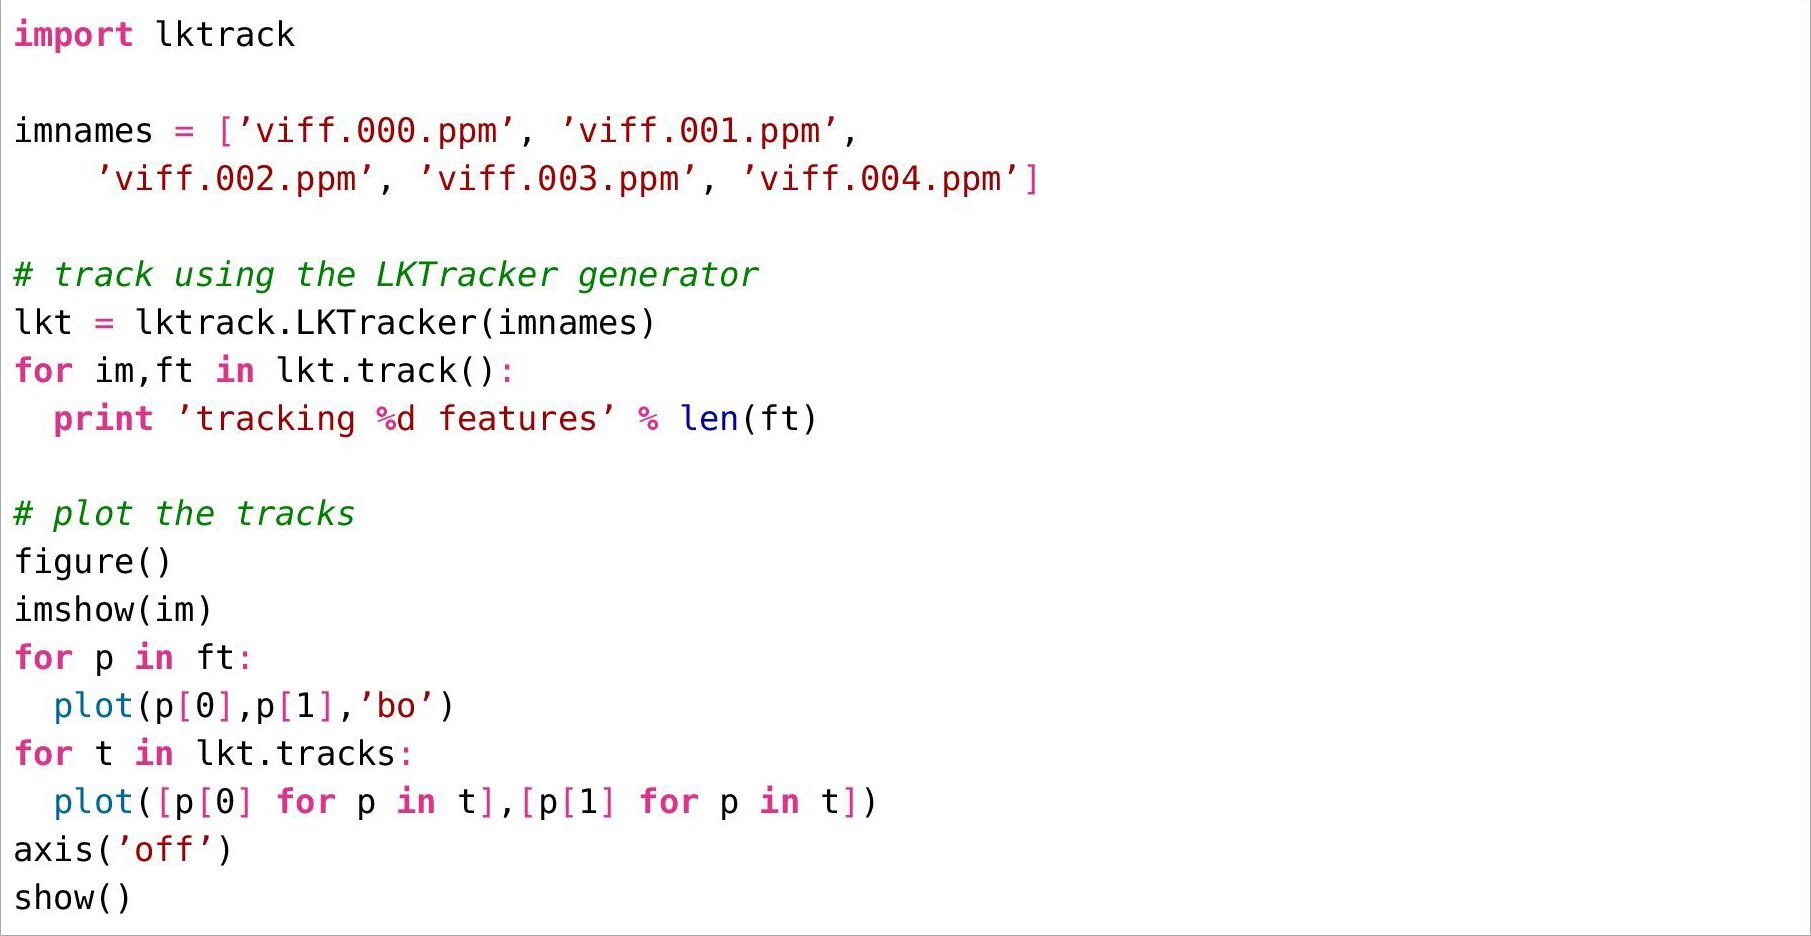 import lktrack
imnames = [’viff.000.ppm’, ’viff.001.ppm’,
’viff.002.ppm’, ’viff.003.ppm’, ’viff.004.ppm’]
# track using the LKTracker generator
lkt = lktrack.LKTracker(imnames)
for im,ft in lkt.track():
print ’tracking %d features’ % len(ft)
# plot the tracks
figure()
imshow(im)
for p in ft:
plot(p[0],p[1],’bo’)
for t in lkt.tracks:
plot([p[0] for p in t],[p[1] for p in t])
axis(’off’)
show()